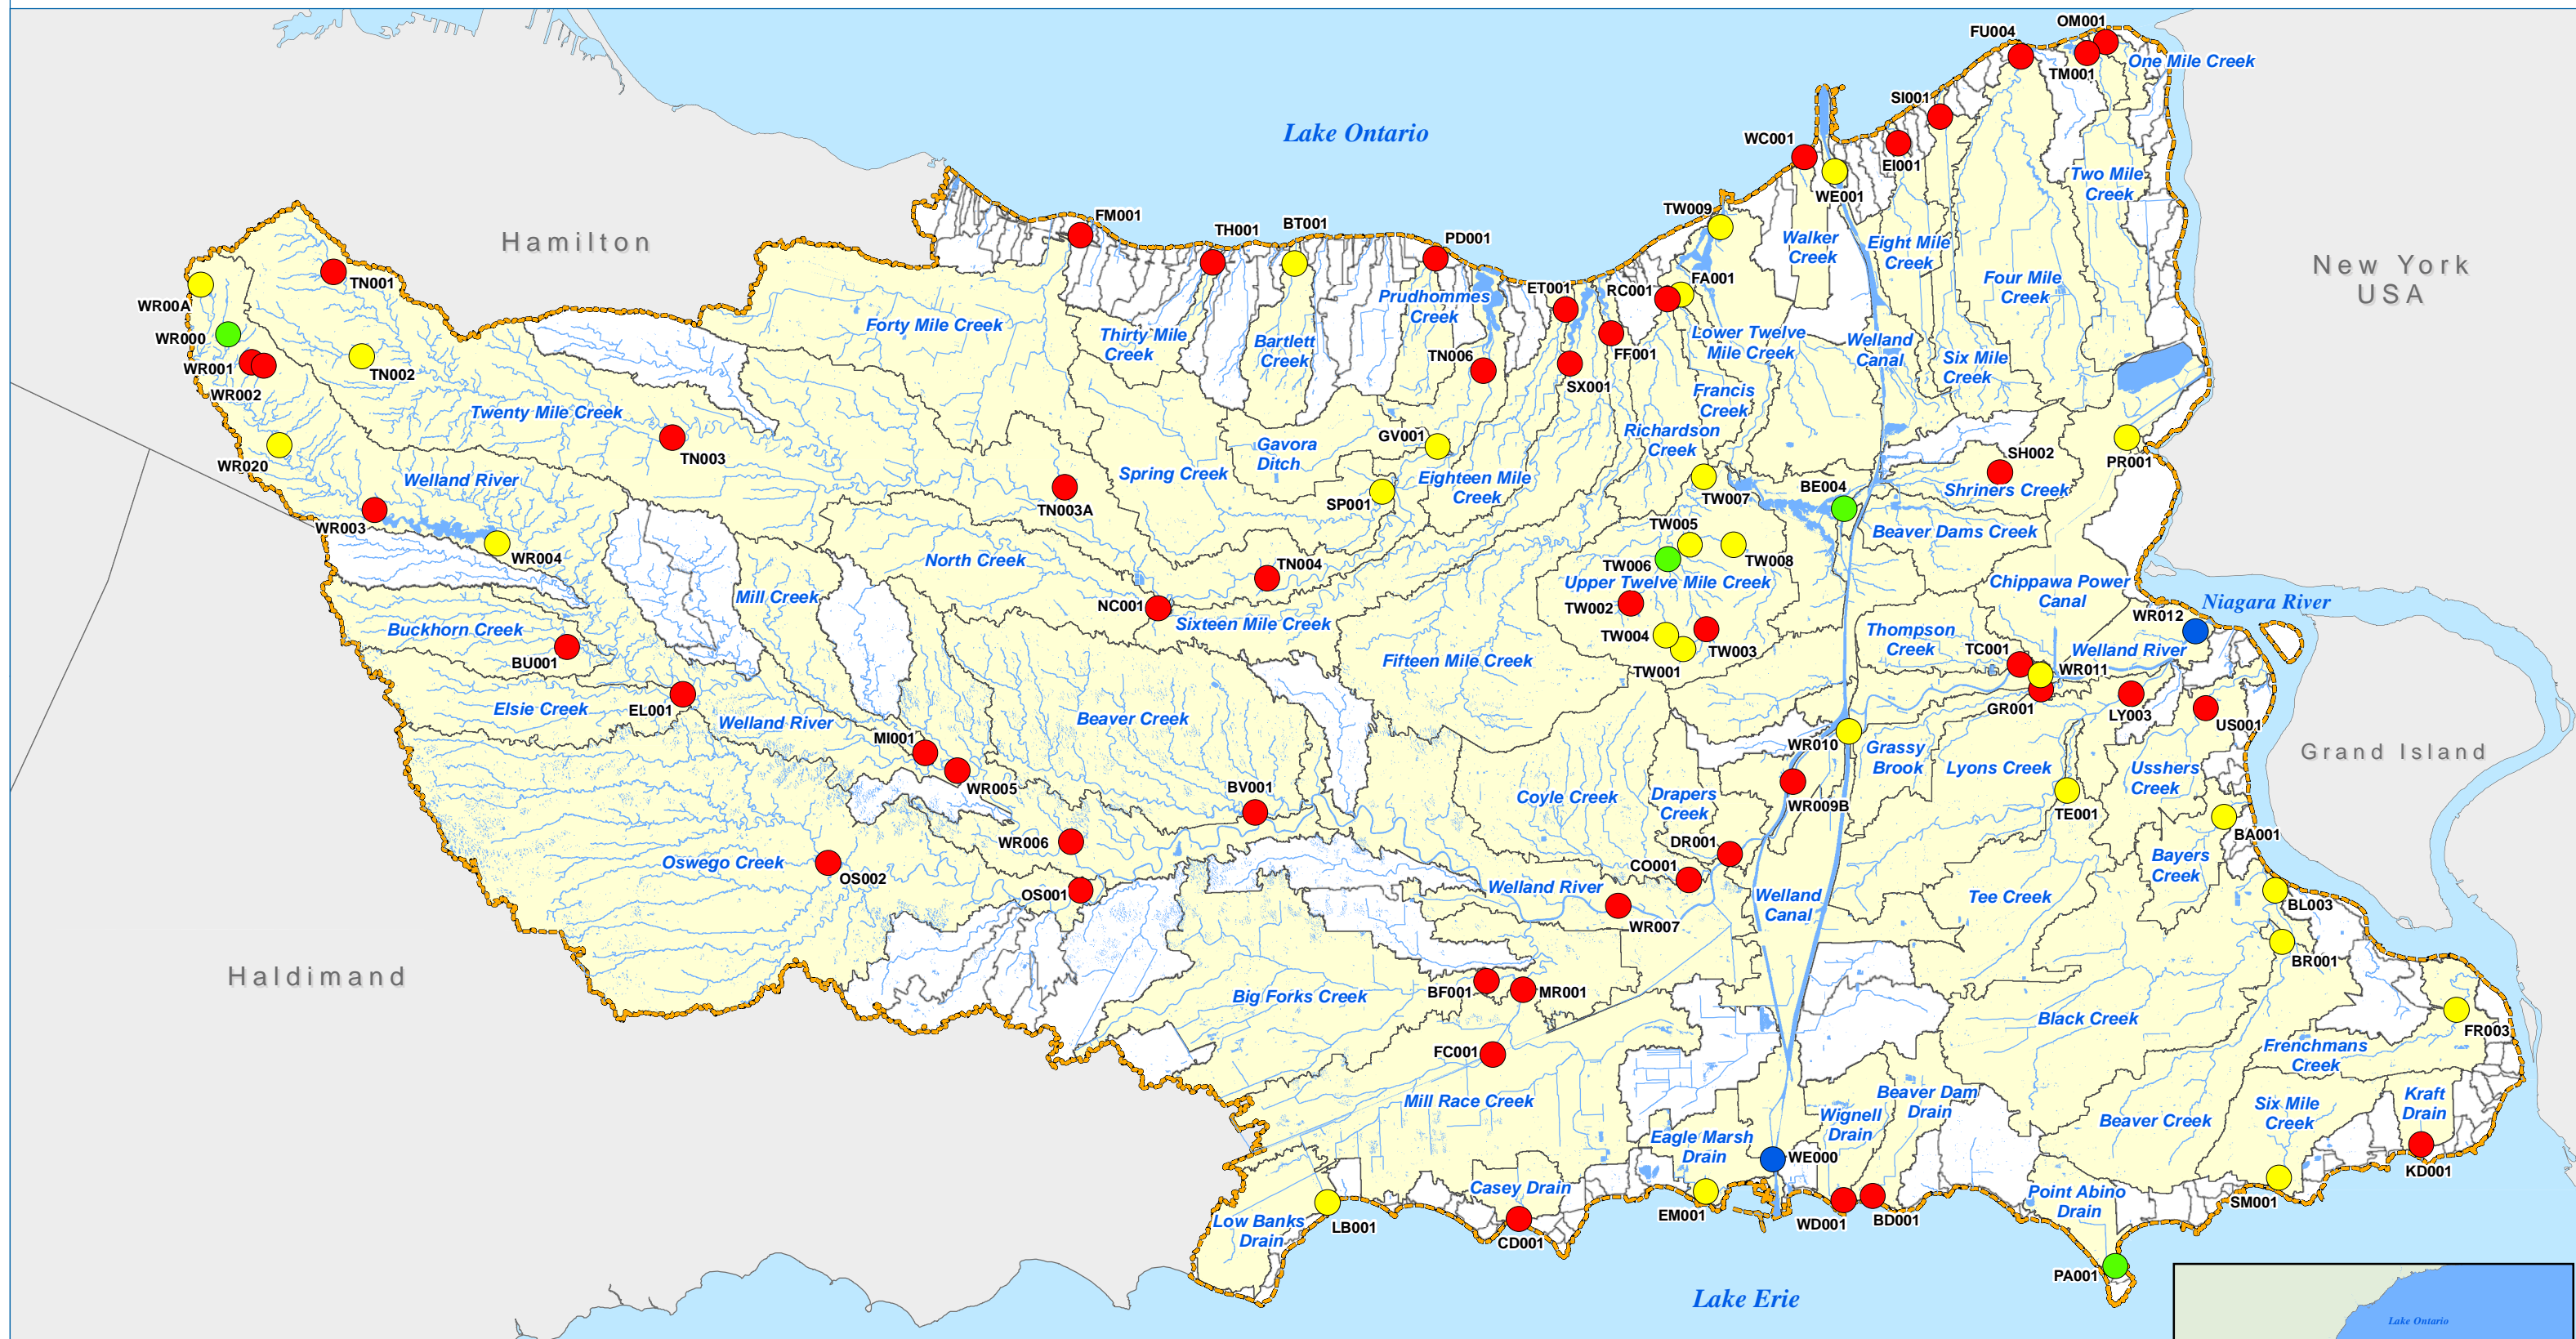 OM001
FU004
One Mile Creek
TM001
SI001
Lake Ontario
WC001
EI001
Two Mile
Creek
WE001
TW009
FM001
TH001
BT001
PD001
Hamilton
Walker
Creek
Eight Mile
Creek
New York
USA
Four Mile
Creek
TN001
WR00A
FA001
ET001
RC001
Prudhommes
Creek
Forty Mile Creek
Thirty Mile
Creek
Bartlett
Creek
Lower Twelve
Mile Creek
Welland
Canal
Six Mile
Creek
WR000
WR001
TN002
WR002
TN006
FF001
SX001
Francis
Creek
Twenty Mile Creek
Richardson
Creek
GV001
Gavora
Ditch
TN003
WR020
PR001
SH002
Shriners Creek
Welland River
Spring Creek
Eighteen Mile
Creek
TW007
BE004
SP001
TN003A
WR003
TW005
Beaver Dams Creek
WR004
North Creek
TN004
TW006
TW008
Upper Twelve Mile Creek
Chippawa Power
Canal
Mill Creek
NC001
TW002
Niagara River
WR012
Sixteen Mile Creek
Buckhorn Creek
BU001
TW004
TW003
Thompson
Creek
TC001
Welland River
Fifteen Mile Creek
TW001
WR011
Elsie Creek
EL001
GR001
LY003
US001
Welland River
Beaver Creek
MI001
WR010
Grassy
Brook
Grand Island
Lyons Creek
Usshers
Creek
WR005
BV001
Coyle Creek
Drapers
Creek
WR009B
TE001
BA001
WR006
DR001
Oswego Creek
OS002
CO001
Bayers
Creek
OS001
Welland River
WR007
Welland
Canal
Tee Creek
BL003
BR001
Haldimand
BF001
MR001
Big Forks Creek
Black Creek
FR003
FC001
Frenchmans
Creek
Mill Race Creek
Beaver Dam
Drain
Wignell
Drain
Kraft
Drain
Six Mile
Creek
Beaver Creek
Eagle Marsh
Drain
WE000
KD001
Casey Drain
Point Abino
Drain
SM001
Low Banks
Drain
LB001
EM001
WD001
BD001
CD001
PA001
Lake Erie
Lake Ontario